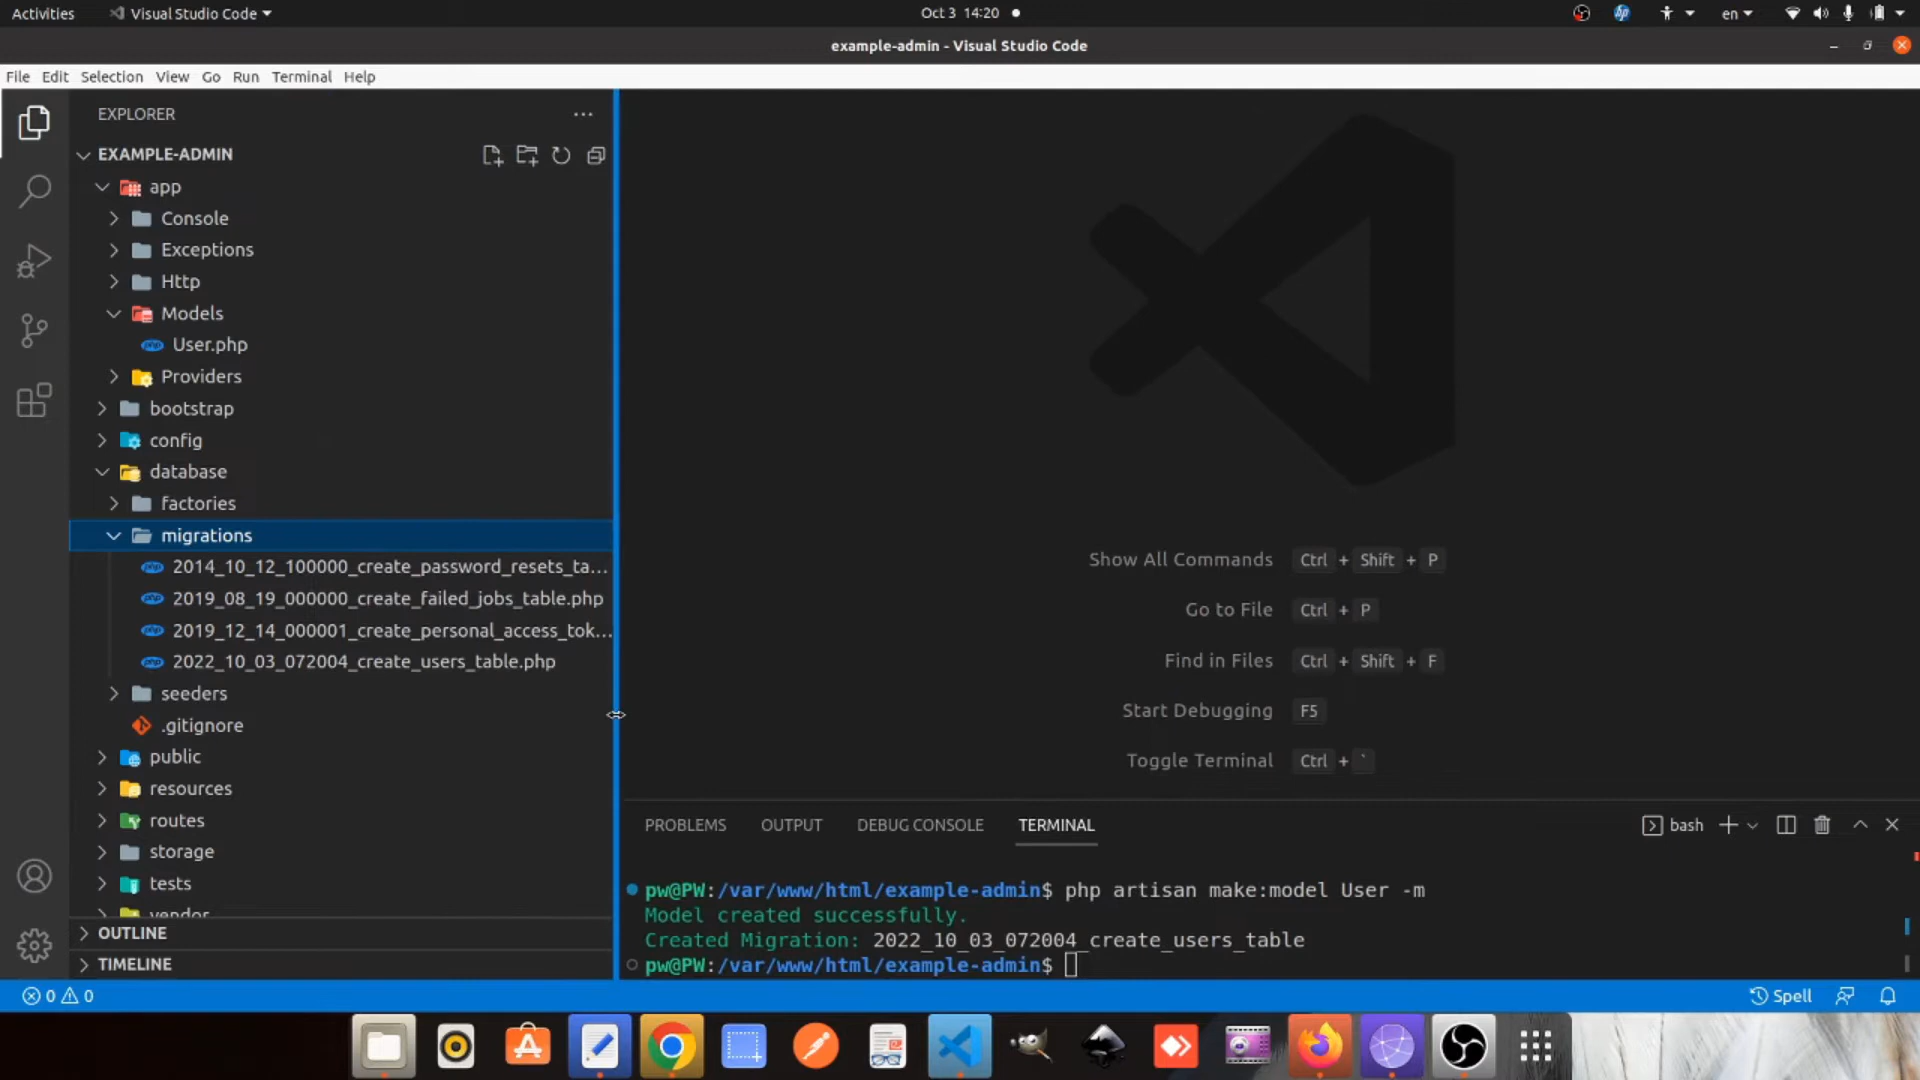 Activities Visual Studio Code Oct 3 14:20 en
example-admin - Visual Studio Code
File Edit Selection View Go Run Terminal Help
EXPLORER
EXAMPLE-ADMIN
app
Console
Exceptions
Http
Models
User.php
Providers
bootstrap
config
database
factories
migrations
2014_10_12_100000_create_password_resets_ta...
2019_08_19_000000_create_failed_jobs_table.php
2019_12_14_000001_create_personal_access_tok...
2022_10_03_072004_create_users_table.php
seeders
.gitignore
public
resources
routes
storage
tests
vendor
OUTLINE
TIMELINE
Show All Commands Ctrl + Shift + P
Go to File Ctrl + P
Find in Files Ctrl + Shift + F
Start Debugging F5
Toggle Terminal Ctrl + `
PROBLEMS OUTPUT DEBUG CONSOLE TERMINAL bash
pw@PW:/var/www/html/example-admin$ php artisan make:model User -m
Model created successfully.
Created Migration: 2022_10_03_072004_create_users_table
pw@PW:/var/www/html/example-admin$
0 0 Spell